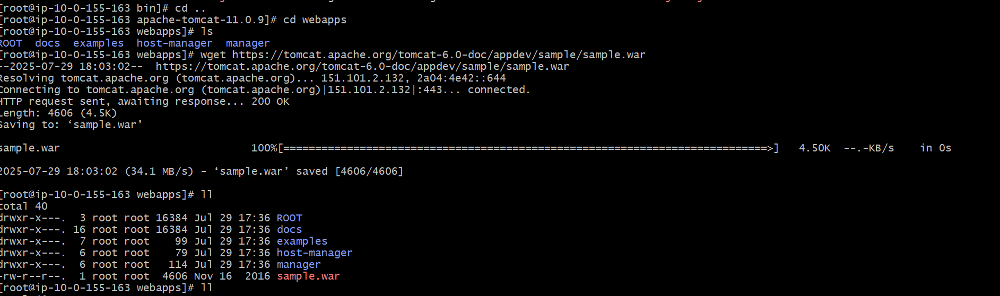 [root@ip-10-0-155-163 bin]# cd ..
[root@ip-10-0-155-163 apache-tomcat-11.0.9]# cd webapps
[root@ip-10-0-155-163 webapps]# ls
ROOT  docs  examples  host-manager  manager
[root@ip-10-0-155-163 webapps]# wget https://tomcat.apache.org/tomcat-6.0-doc/appdev/sample/sample.war
--2025-07-29 18:03:02--  https://tomcat.apache.org/tomcat-6.0-doc/appdev/sample/sample.war
Resolving tomcat.apache.org (tomcat.apache.org)... 151.101.2.132, 2a04:4e42::644
Connecting to tomcat.apache.org (tomcat.apache.org)|151.101.2.132|:443... connected.
HTTP request sent, awaiting response... 200 OK
Length: 4606 (4.5K)
Saving to: ‘sample.war’
sample.war                              100%[============================================================================>]   4.50K  --.-KB/s    in 0s
2025-07-29 18:03:02 (34.1 MB/s) - ‘sample.war’ saved [4606/4606]
[root@ip-10-0-155-163 webapps]# ll
total 40
drwxr-x---.  3 root root 16384 Jul 29 17:36 ROOT
drwxr-x---. 16 root root 16384 Jul 29 17:36 docs
drwxr-x---.  7 root root    99 Jul 29 17:36 examples
drwxr-x---.  6 root root    79 Jul 29 17:36 host-manager
drwxr-x---.  6 root root   114 Jul 29 17:36 manager
-rw-r--r--.  1 root root  4606 Nov 16  2016 sample.war
[root@ip-10-0-155-163 webapps]# ll